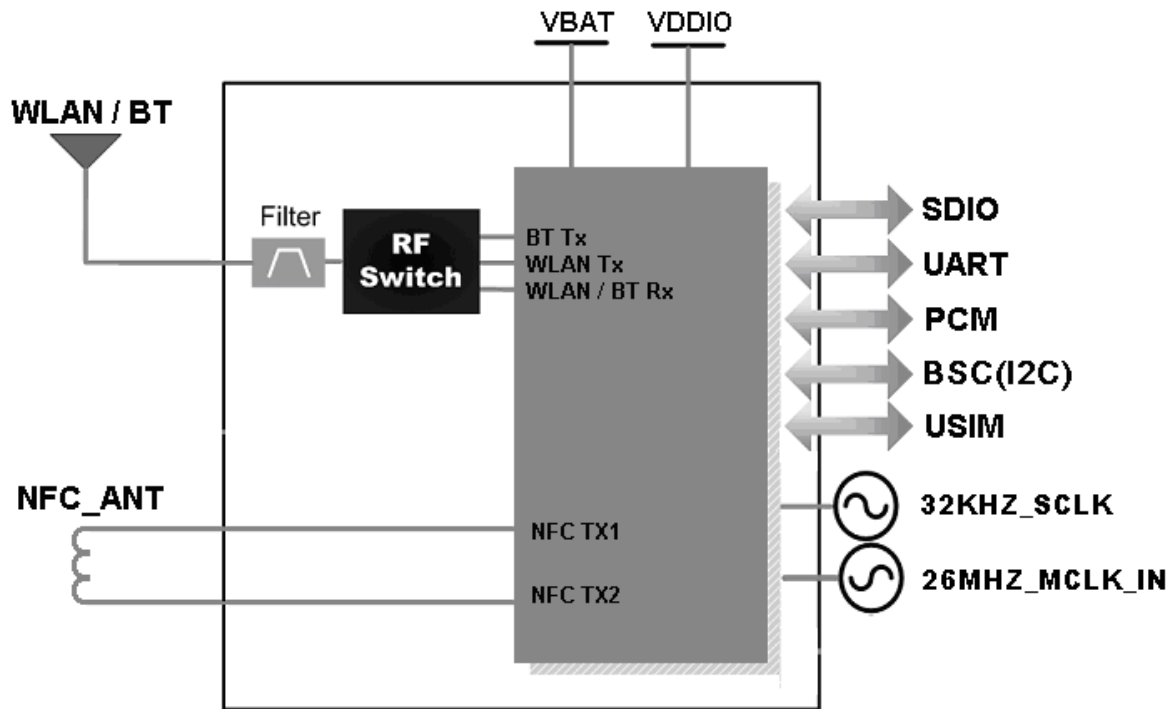 VBAT VDDIO
WLAN / BT
Filter
RF
Switch
BT Tx
WLAN Tx
WLAN / BT Rx
SDIO
UART
PCM
BSC(I2C)
USIM
NFC_ANT
NFC TX1
NFC TX2
32KHZ_SCLK
26MHZ_MCLK_IN